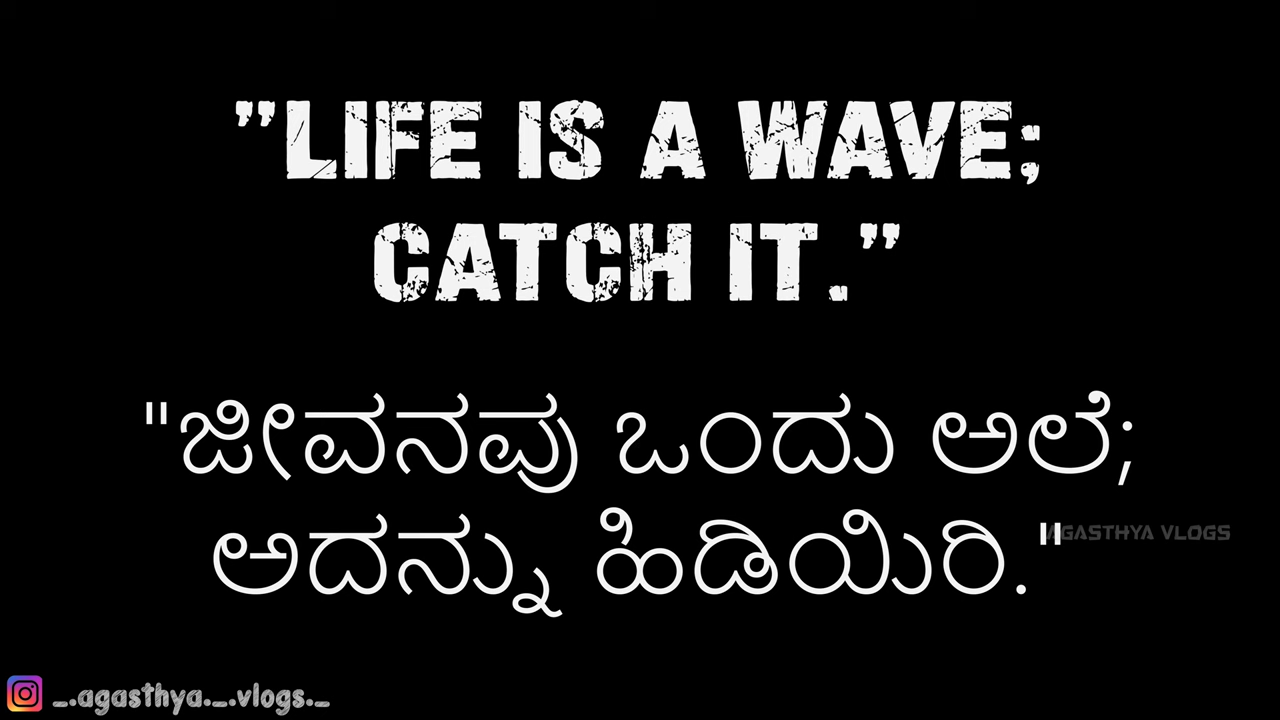 "LIFE IS A WAVE;
CATCH IT."
"ಜೀವನವು ಒಂದು ಅಲೆ;
ಅದನ್ನು ಹಿಡಿಯಿರಿ."
AGASTHYA VLOGS
_.agasthya._.vlogs._